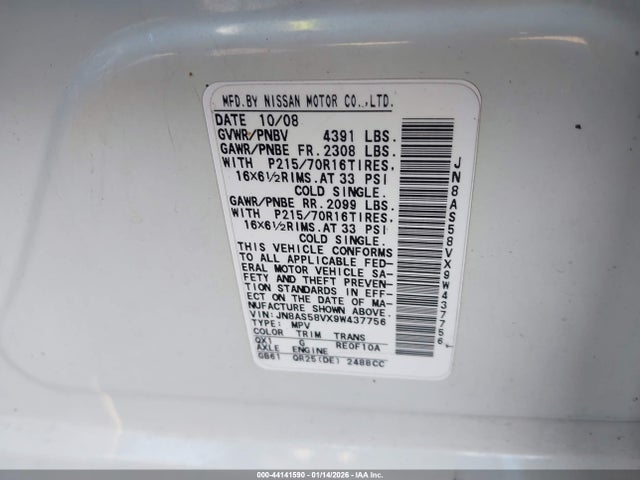 MFD.BY NISSAN MOTOR CO.,LTD.
DATE 10/08
GVWR/PNBV 4391 LBS.
GAWR/PNBE FR. 2308 LBS.
WITH P215/70R16TIRES.
16X6½RIMS.AT 33 PSI
COLD SINGLE.
GAWR/PNBE RR. 2099 LBS.
WITH P215/70R16TIRES.
16X6½RIMS.AT 33 PSI
COLD SINGLE.
THIS VEHICLE CONFORMS
TO ALL APPLICABLE FED-
ERAL MOTOR VEHICLE SA-
FETY AND THEFT PREVEN-
TION STANDARDS IN EFF-
ECT ON THE DATE OF MA-
NUFACTURE SHOWN ABOVE.
VIN: JN8AS58VX9W437756
TYPE: MPV
COLOR TRIM TRANS
QX1 G RE0F10A
AXLE ENGINE
GB61 QR25(DE) 2488CC
JN8AS58VX9W437756
000-44141590 - 01/14/2026 - IAAI.COM